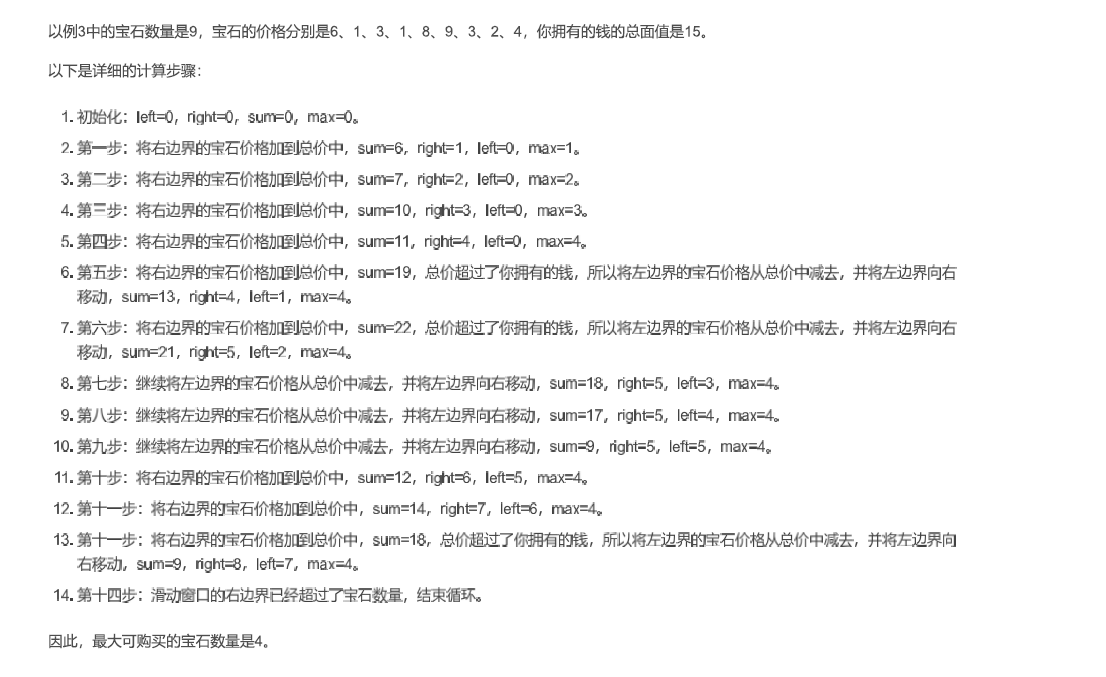 以例3中的宝石数量是9，宝石的价格分别是6、1、3、1、8、9、3、2、4，你拥有的钱的总面值是15。
以下是详细的计算步骤：
1. 初始化：left=0，right=0，sum=0，max=0。
2. 第一步：将右边界的宝石价格加到总价中，sum=6，right=1，left=0，max=1。
3. 第二步：将右边界的宝石价格加到总价中，sum=7，right=2，left=0，max=2。
4. 第三步：将右边界的宝石价格加到总价中，sum=10，right=3，left=0，max=3。
5. 第四步：将右边界的宝石价格加到总价中，sum=11，right=4，left=0，max=4。
6. 第五步：将右边界的宝石价格加到总价中，sum=19，总价超过了你拥有的钱，所以将左边界的宝石价格从总价中减去，并将左边界向右
移动，sum=13，right=4，left=1，max=4。
7. 第六步：将右边界的宝石价格加到总价中，sum=22，总价超过了你拥有的钱，所以将左边界的宝石价格从总价中减去，并将左边界向右
移动，sum=21，right=5，left=2，max=4。
8. 第七步：继续将左边界的宝石价格从总价中减去，并将左边界向右移动，sum=18，right=5，left=3，max=4。
9. 第八步：继续将左边界的宝石价格从总价中减去，并将左边界向右移动，sum=17，right=5，left=4，max=4。
10. 第九步：继续将左边界的宝石价格从总价中减去，并将左边界向右移动，sum=9，right=5，left=5，max=4。
11. 第十步：将右边界的宝石价格加到总价中，sum=12，right=6，left=5，max=4。
12. 第十一步：将右边界的宝石价格加到总价中，sum=14，right=7，left=6，max=4。
13. 第十一步：将右边界的宝石价格加到总价中，sum=18，总价超过了你拥有的钱，所以将左边界的宝石价格从总价中减去，并将左边界向
右移动，sum=9，right=8，left=7，max=4。
14. 第十四步：滑动窗口的右边界已经超过了宝石数量，结束循环。
因此，最大可购买的宝石数量是4。